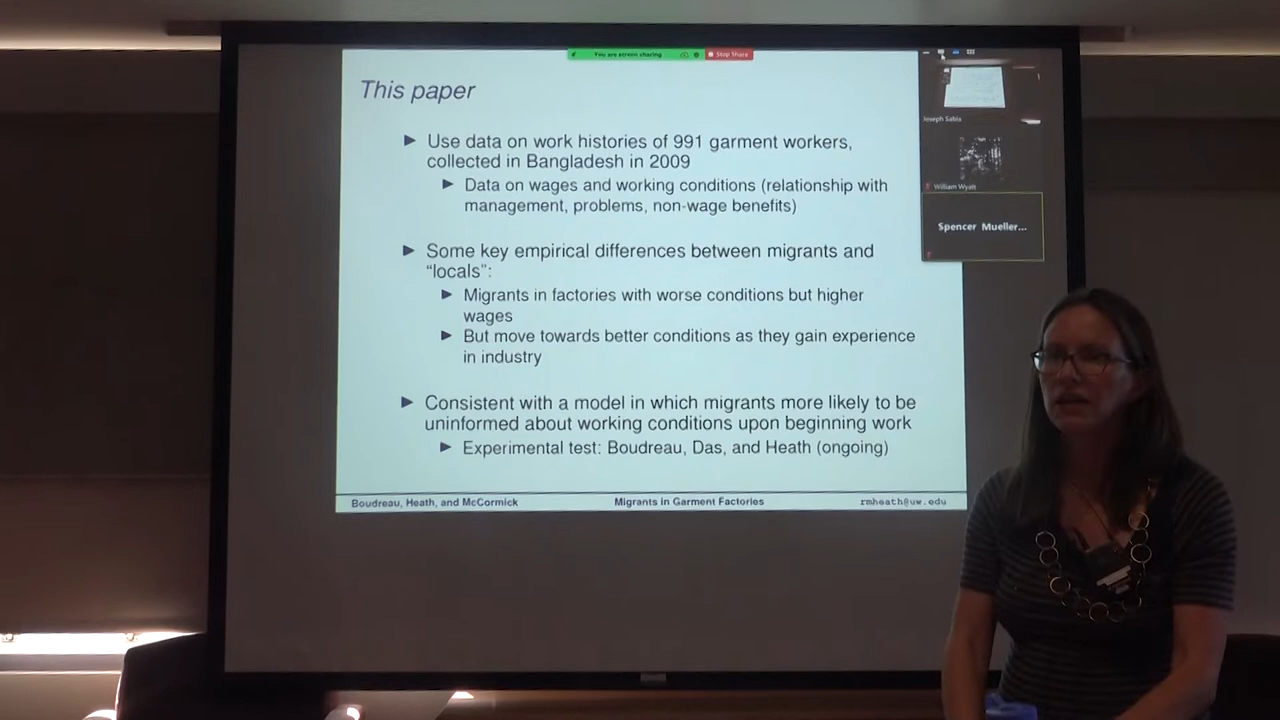 You are screen sharing
Stop Share
This paper
Use data on work histories of 991 garment workers,
collected in Bangladesh in 2009
Data on wages and working conditions (relationship with
management, problems, non-wage benefits)
Some key empirical differences between migrants and
“locals”:
Migrants in factories with worse conditions but higher
wages
But move towards better conditions as they gain experience
in industry
Consistent with a model in which migrants more likely to be
uninformed about working conditions upon beginning work
Experimental test: Boudreau, Das, and Heath (ongoing)
Boudreau, Heath, and McCormick
Migrants in Garment Factories
rmheath@uw.edu
Joseph Sabia
William Wyatt
Spencer Mueller...